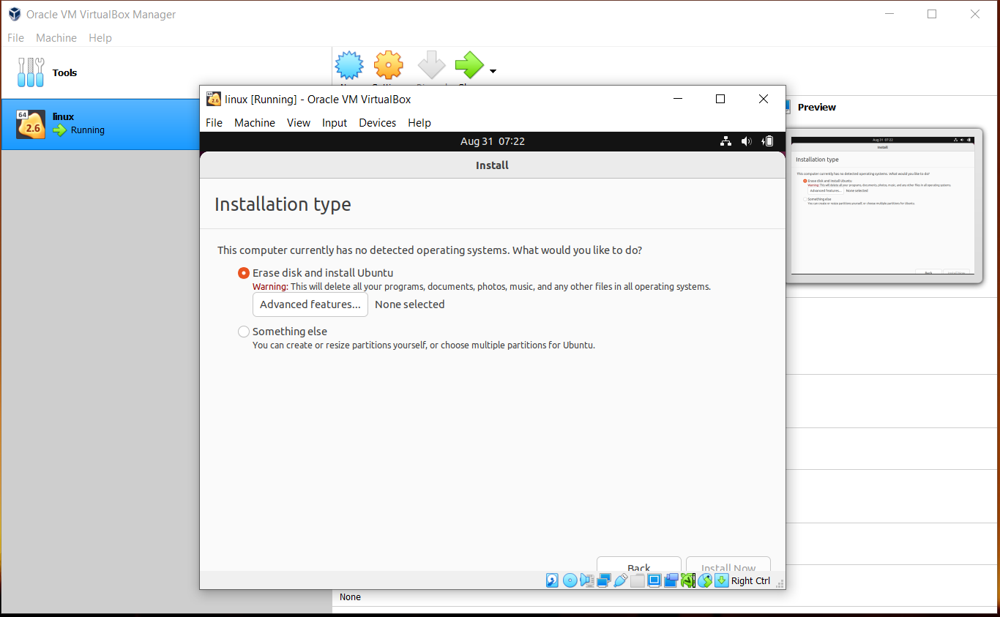 Oracle VM VirtualBox Manager
File Machine Help
Tools
64
2.6
linux
Running
64
2.6
linux [Running] - Oracle VM VirtualBox
File Machine View Input Devices Help
Aug 31 07:22
Install
Installation type
This computer currently has no detected operating systems. What would you like to do?
Erase disk and install Ubuntu
Warning: This will delete all your programs, documents, photos, music, and any other files in all operating systems.
Advanced features... None selected
Something else
You can create or resize partitions yourself, or choose multiple partitions for Ubuntu.
Back Install Now
Right Ctrl
Preview
Aug 31 07:22
Install
Installation type
This computer currently has no detected operating systems. What would you like to do?
Erase disk and install Ubuntu
Warning: This will delete all your programs, documents, photos, music, and any other files in all operating systems.
Advanced features... None selected
Something else
You can create or resize partitions yourself, or choose multiple partitions for Ubuntu.
Back Install Now
None